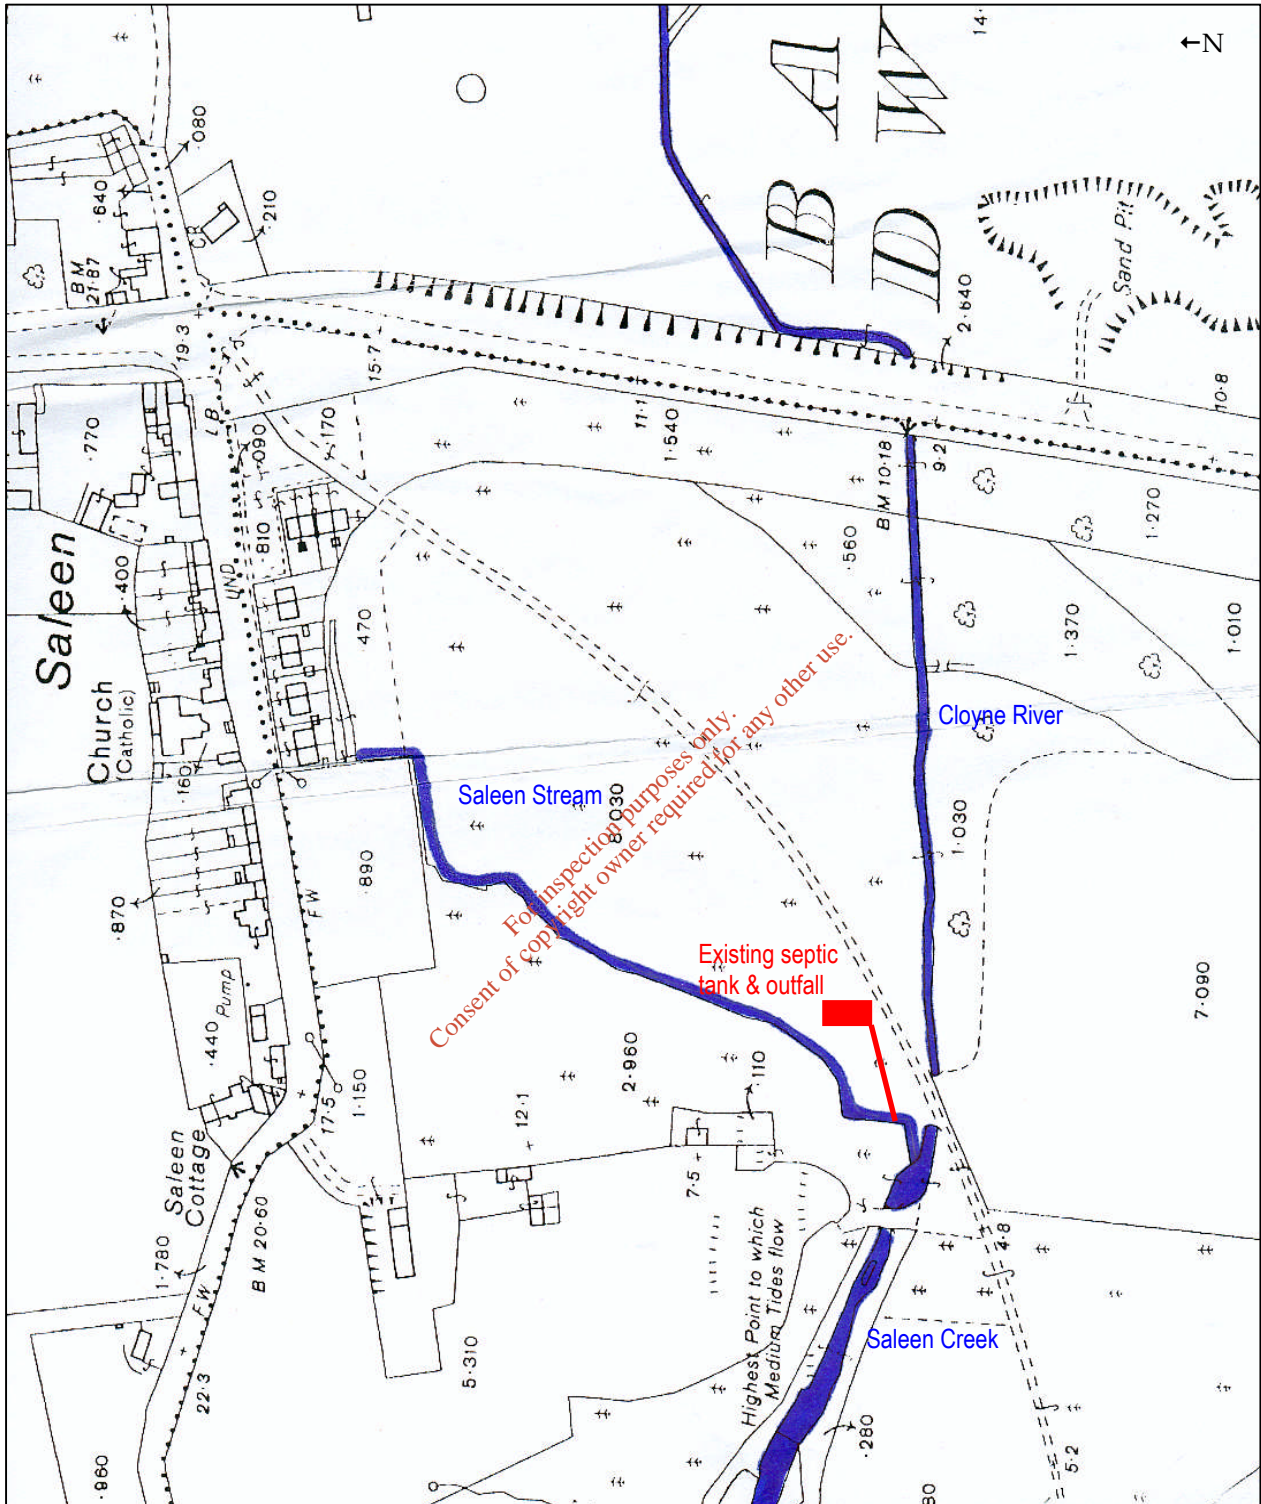 ←N
14·
B A
D W
·080
·640
·210
CR
BM
21·87
19·3
15·7
2·640
Sand Pit
10·8
·770
LB
·090
·170
11·1
1·540
BM 10·18
9·2
Saleen
·810
·400
UND
·560
1·270
·470
1·370
1·010
Church
(Catholic)
·160
Cloyne River
Saleen Stream
8·030
1·030
For inspection purposes only.
Consent of copyright owner required for any other use.
·890
·870
FW
Existing septic
tank & outfall
7·090
Pump
·440
2·960
·110
1·150
17·5
12·1
7·5
Saleen
Cottage
BM 20·60
1·780
FW
Highest Point to which
Medium Tides flow
4·8
Saleen Creek
5·310
22·3
·280
5·2
·960
80